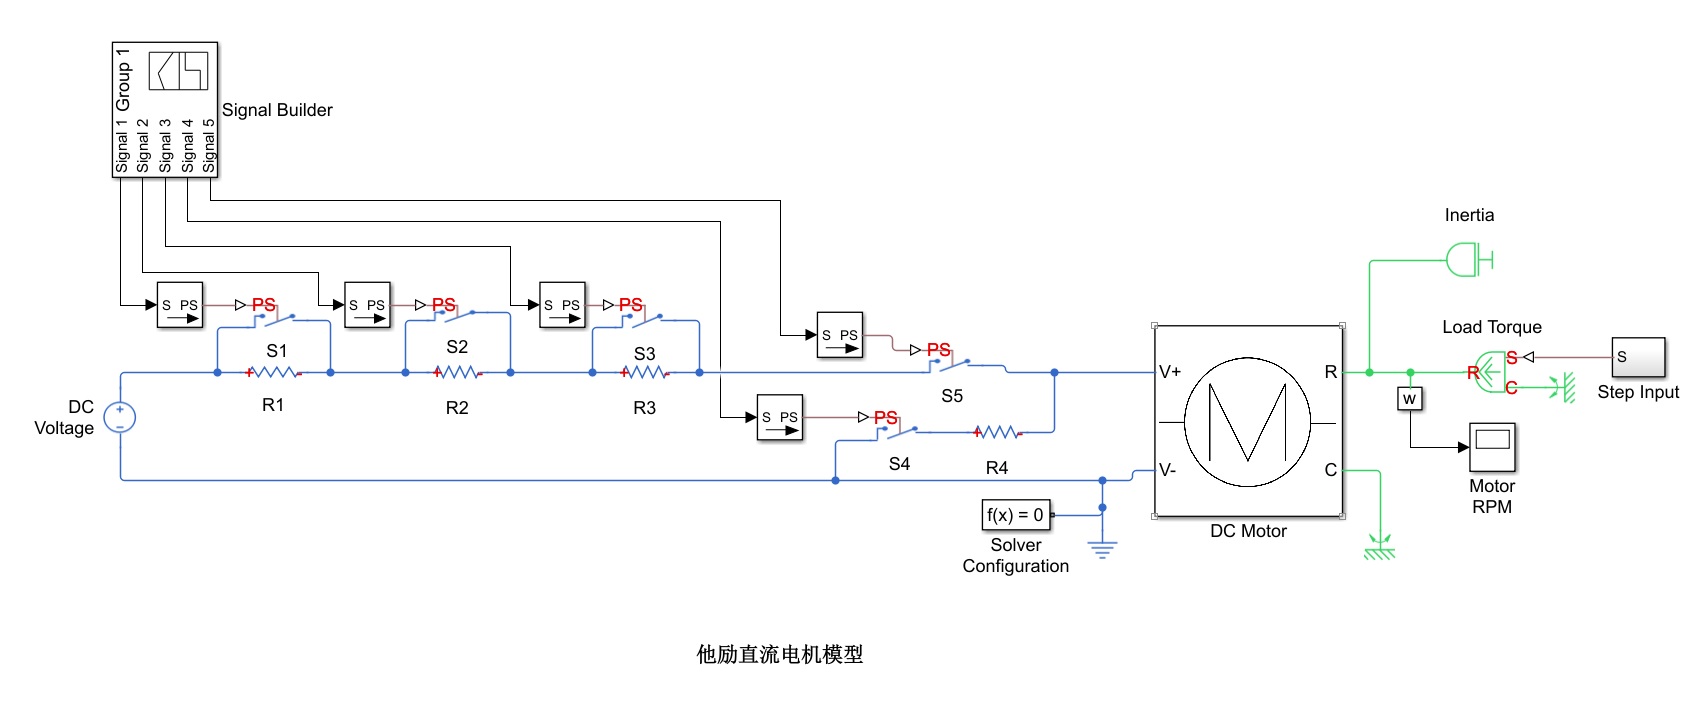 Group 1
Signal 1
Signal 2
Signal 3
Signal 4
Signal 5
Signal Builder
S PS
PS
S1
R1
S PS
PS
S2
R2
S PS
PS
S3
R3
S PS
PS
S5
S PS
PS
S4
R4
DC
Voltage
f(x) = 0
Solver
Configuration
V+
V-
R
C
M
DC Motor
Inertia
Load Torque
S
R
C
S
Step Input
w
Motor
RPM
他励直流电机模型